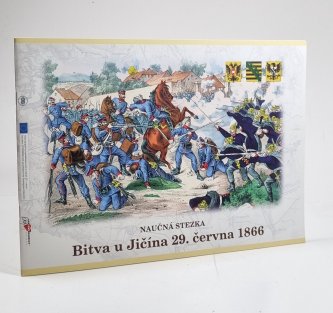 NAUČNÁ STEZKA
Bitva u Jičína 29. června 1866